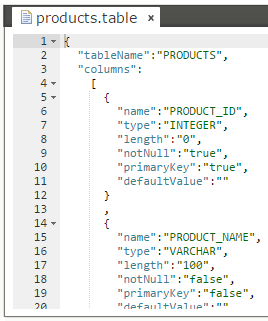 products.table ×
1 {
2 "tableName":"PRODUCTS",
3 "columns":
4 [
5 {
6 "name":"PRODUCT_ID",
7 "type":"INTEGER",
8 "length":"0",
9 "notNull":"true",
10 "primaryKey":"true",
11 "defaultValue":""
12 }
13 ,
14 {
15 "name":"PRODUCT_NAME",
16 "type":"VARCHAR",
17 "length":"100",
18 "notNull":"false",
19 "primaryKey":"false",
20 "defaultValue":""